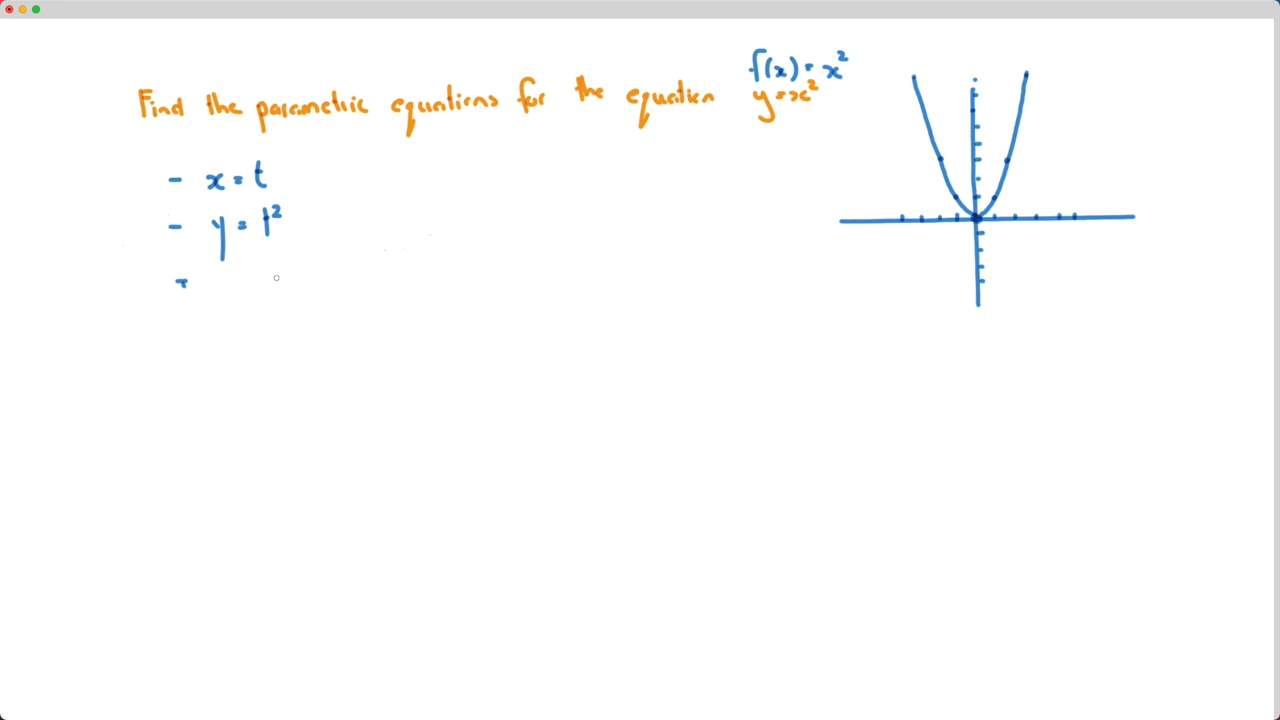 f(x) = x²
Find the parametric equations for the equation y = x²
- x = t
- y = t²